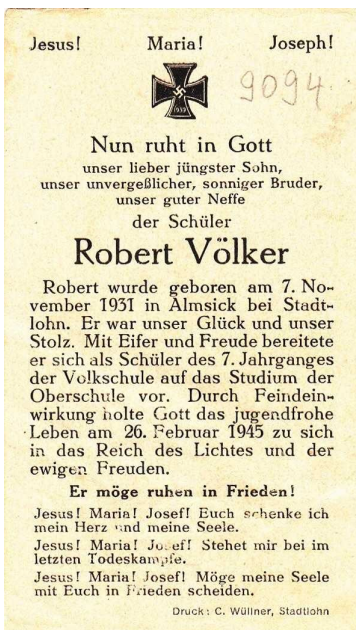 Jesus! Maria! Joseph!
1939
9094
Nun ruht in Gott
unser lieber jüngster Sohn,
unser unvergeßlicher, sonniger Bruder,
unser guter Neffe
der Schüler
Robert Völker
Robert wurde geboren am 7. No-
vember 1931 in Almsick bei Stadt-
lohn. Er war unser Glück und unser
Stolz. Mit Eifer und Freude bereitete
er sich als Schüler des 7. Jahrganges
der Volkschule auf das Studium der
Oberschule vor. Durch Feindein-
wirkung holte Gott das jugendfrohe
Leben am 26. Februar 1945 zu sich
in das Reich des Lichtes und der
ewigen Freuden.
Er möge ruhen in Frieden!
Jesus! Maria! Josef! Euch schenke ich
mein Herz und meine Seele.
Jesus! Maria! Josef! Stehet mir bei im
letzten Todeskampfe.
Jesus! Maria! Josef! Möge meine Seele
mit Euch in Frieden scheiden.
Druck: C. Wüllner, Stadtlohn